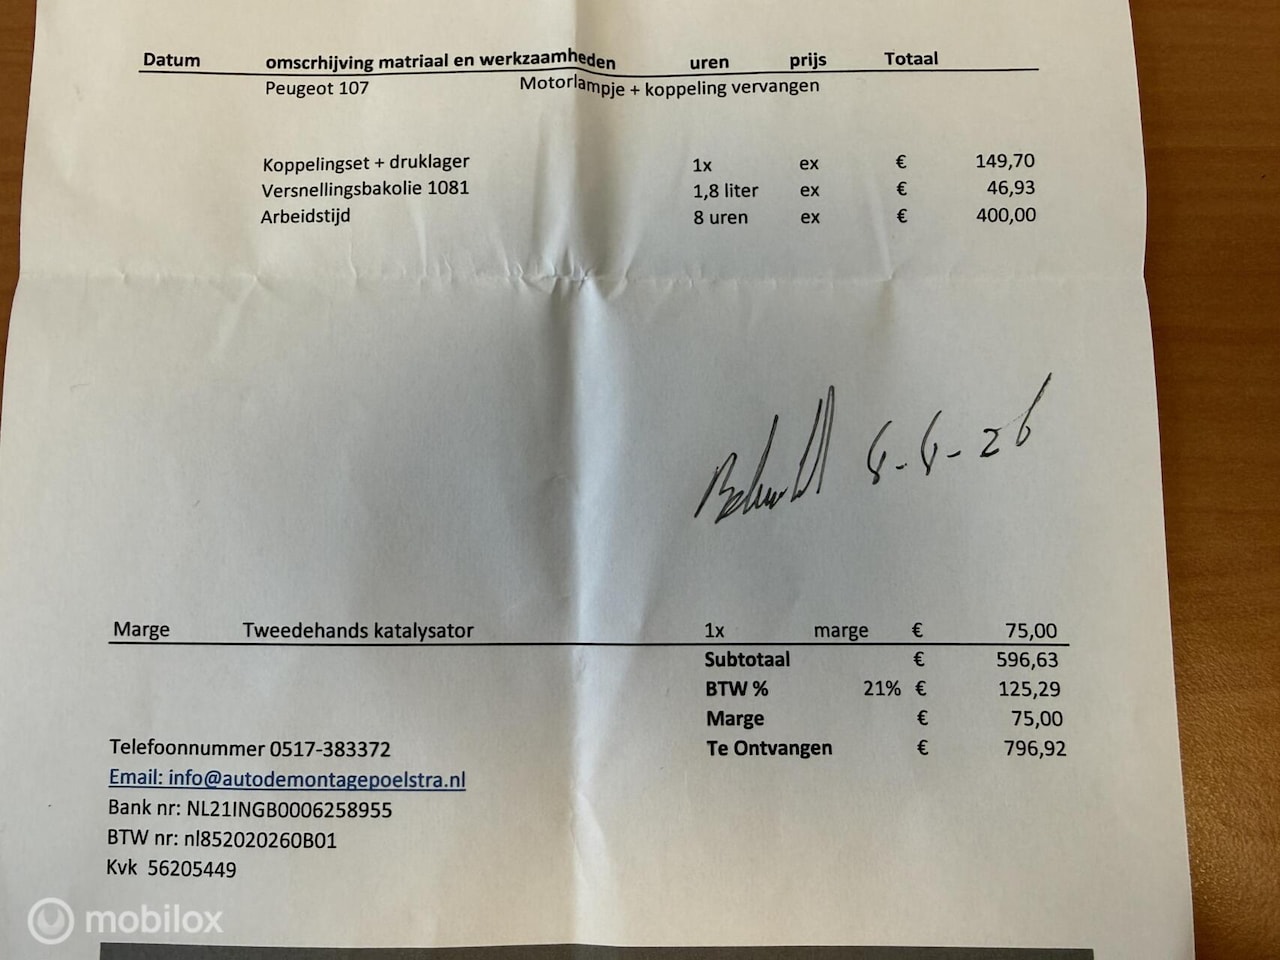 Datum omscrhijving matriaal en werkzaamheden uren prijs Totaal
Peugeot 107 Motorlampje + koppeling vervangen
Koppelingset + druklager 1x ex € 149,70
Versnellingsbakolie 1081 1,8 liter ex € 46,93
Arbeidstijd 8 uren ex € 400,00
Marge Tweedehands katalysator 1x marge € 75,00
Subtotaal € 596,63
BTW % 21% € 125,29
Marge € 75,00
Te Ontvangen € 796,92
Telefoonnummer 0517-383372
Email: info@autodemontagepoelstra.nl
Bank nr: NL21INGB0006258955
BTW nr: nl852020260B01
Kvk 56205449
mobilox